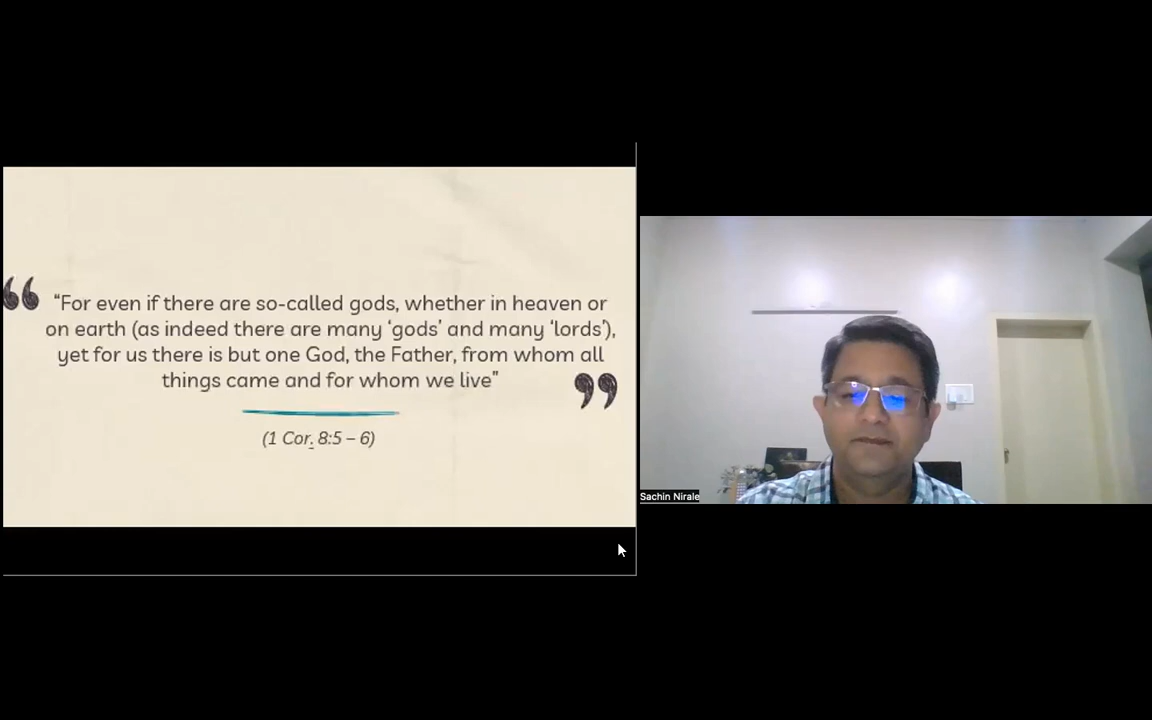 “For even if there are so-called gods, whether in heaven or
on earth (as indeed there are many ‘gods’ and many ‘lords’),
yet for us there is but one God, the Father, from whom all
things came and for whom we live”
(1 Cor. 8:5 – 6)
Sachin Nirale